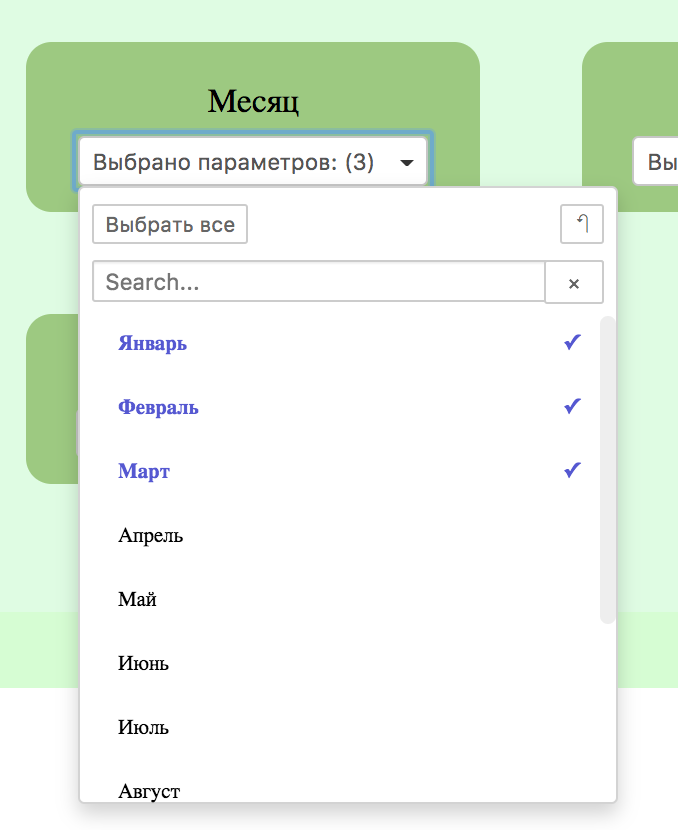 Месяц
Выбрано параметров: (3)
Вы
Выбрать все
Search...
×
Январь ✓
Февраль ✓
Март ✓
Апрель
Май
Июнь
Июль
Август